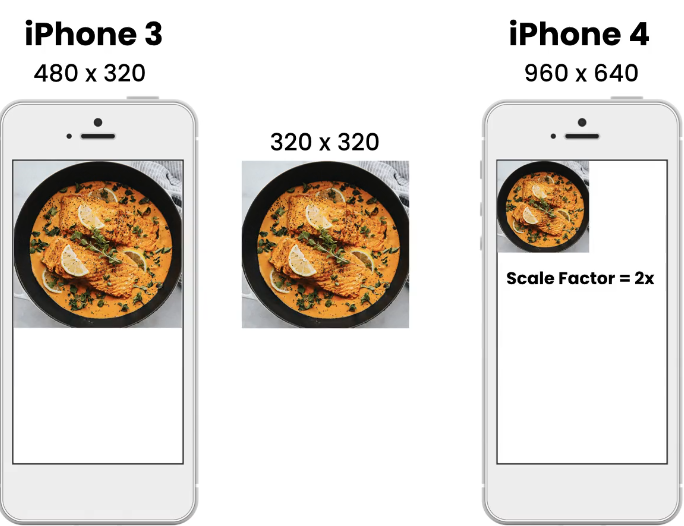 iPhone 3
480 x 320
320 x 320
iPhone 4
960 x 640
Scale Factor = 2x